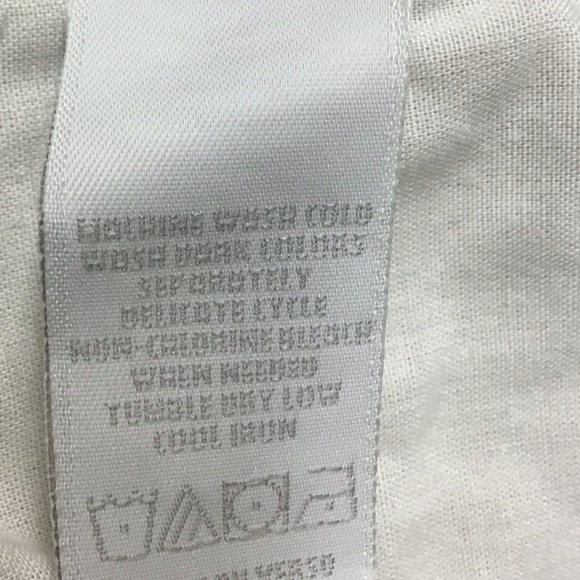 MACHINE WASH COLD
WASH DARK COLORS
SEPARATELY
DELICATE CYCLE
NON-CHLORINE BLEACH
WHEN NEEDED
TUMBLE DRY LOW
COOL IRON